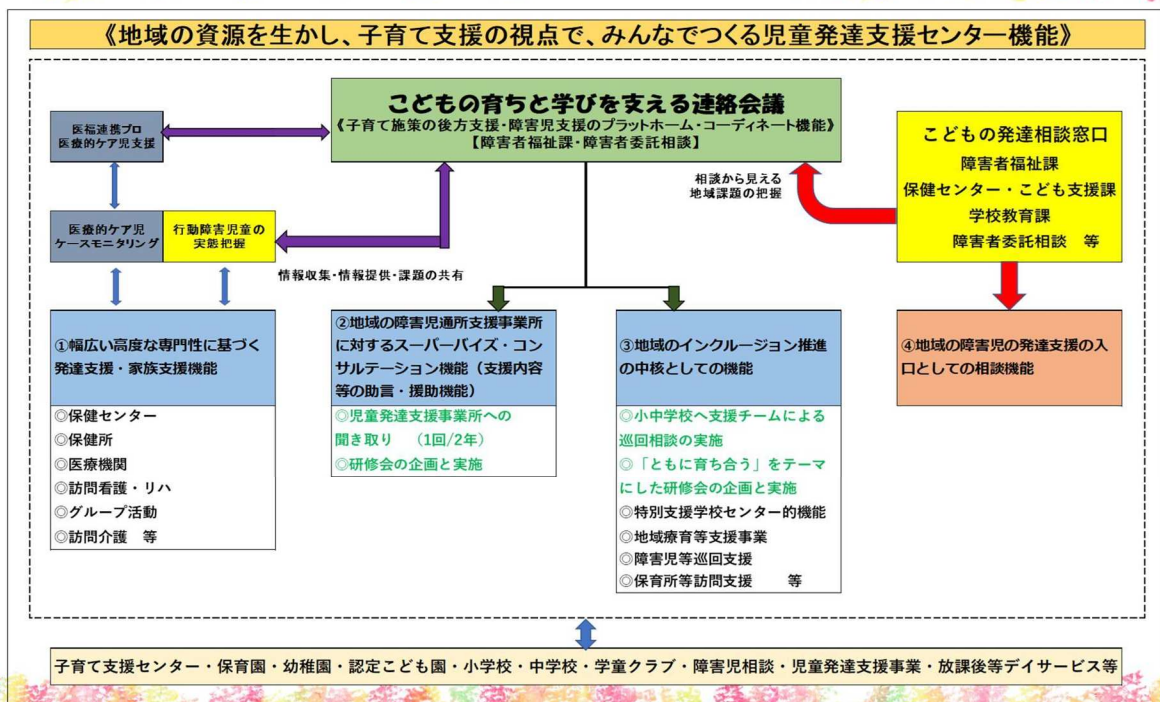 《地域の資源を生かし、子育て支援の視点で、みんなでつくる児童発達支援センター機能》
こどもの育ちと学びを支える連絡会議
《子育て施策の後方支援・障害児支援のプラットホーム・コーディネート機能》
【障害者福祉課・障害者委託相談】
医福連携プロ
医療的ケア児支援
こどもの発達相談窓口
障害者福祉課
保健センター・こども支援課
学校教育課
障害者委託相談　等
相談から見える
地域課題の把握
医療的ケア児
ケースモニタリング
行動障害児童の
実態把握
情報収集・情報提供・課題の共有
①幅広い高度な専門性に基づく
発達支援・家族支援機能
◎保健センター
◎保健所
◎医療機関
◎訪問看護・リハ
◎グループ活動
◎訪問介護　等
②地域の障害児通所支援事業所
に対するスーパーバイズ・コン
サルテーション機能（支援内容
等の助言・援助機能）
◎児童発達支援事業所への
聞き取り　（1回/2年）
◎研修会の企画と実施
③地域のインクルージョン推進
の中核としての機能
◎小中学校へ支援チームによる
巡回相談の実施
◎「ともに育ち合う」をテーマ
にした研修会の企画と実施
◎特別支援学校センター的機能
◎地域療育等支援事業
◎障害児等巡回支援
◎保育所等訪問支援　　等
④地域の障害児の発達支援の入
口としての相談機能
子育て支援センター・保育園・幼稚園・認定こども園・小学校・中学校・学童クラブ・障害児相談・児童発達支援事業・放課後等デイサービス等